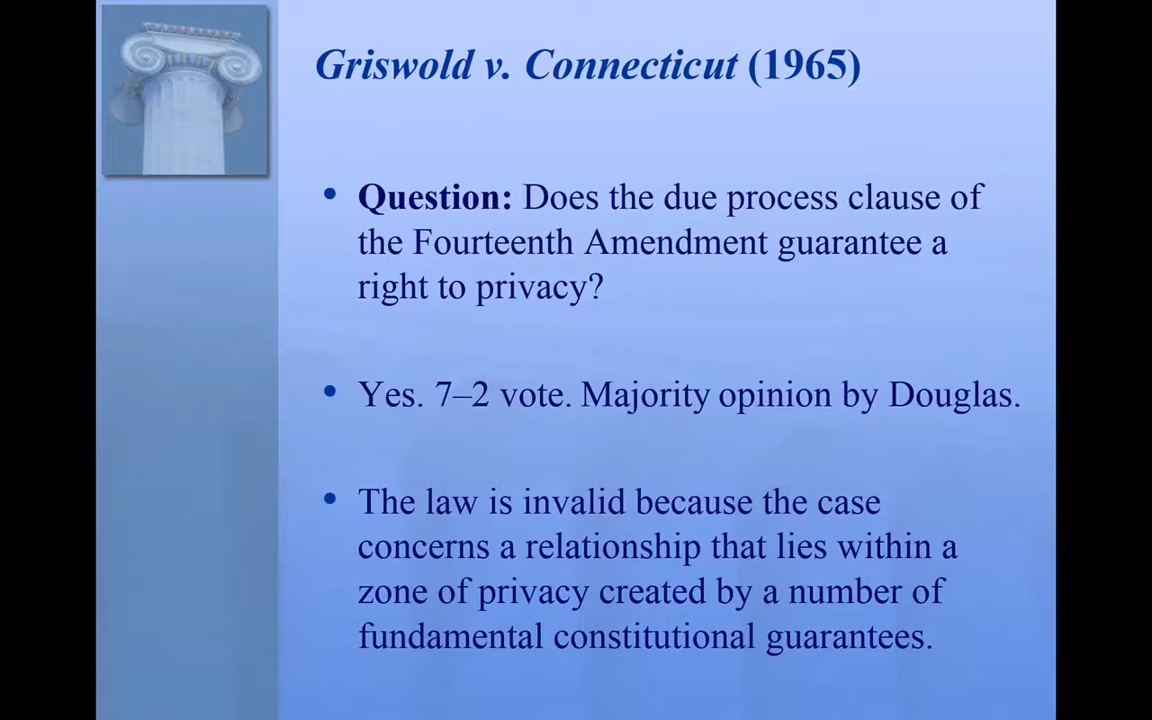 Griswold v. Connecticut (1965)
• Question: Does the due process clause of
the Fourteenth Amendment guarantee a
right to privacy?
• Yes. 7–2 vote. Majority opinion by Douglas.
• The law is invalid because the case
concerns a relationship that lies within a
zone of privacy created by a number of
fundamental constitutional guarantees.